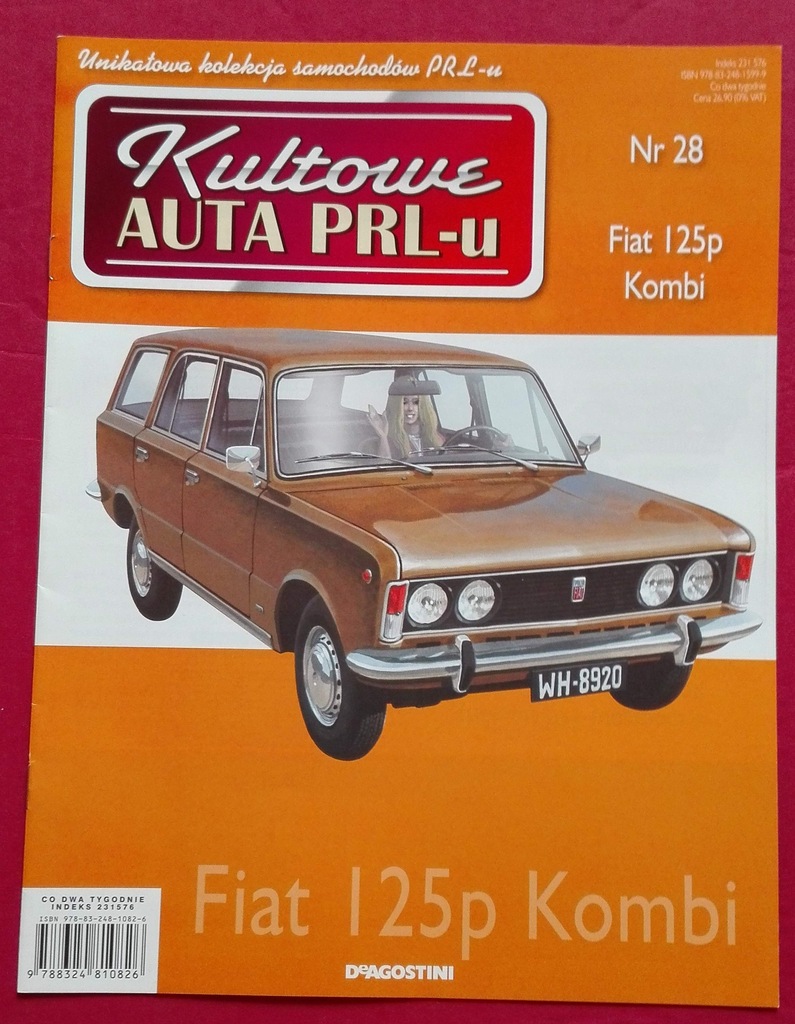 Unikatowa kolekcja samochodów PRL-u
Indeks 231 576
ISBN 978-83-248-1599-9
Co dwa tygodnie
Cena 26,90 (0% VAT)
Kultowe
AUTA PRL-u
Nr 28
Fiat 125p
Kombi
WH-8920
Fiat 125p Kombi
CO DWA TYGODNIE
INDEKS 231576
ISBN 978-83-248-1082-6
9 788324 810826
DeAGOSTINI